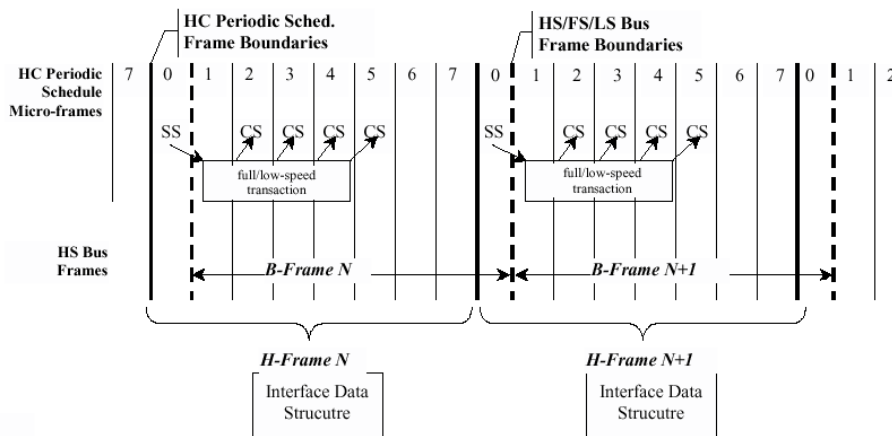 HC Periodic Sched.
Frame Boundaries
HS/FS/LS Bus
Frame Boundaries
HC Periodic
Schedule
Micro-frames
7 0 1 2 3 4 5 6 7 0 1 2 3 4 5 6 7 0 1 2
SS CS CS CS CS SS CS CS CS CS
full/low-speed
transaction
full/low-speed
transaction
HS Bus
Frames
B-Frame N
B-Frame N+1
H-Frame N
H-Frame N+1
Interface Data
Strucutre
Interface Data
Strucutre